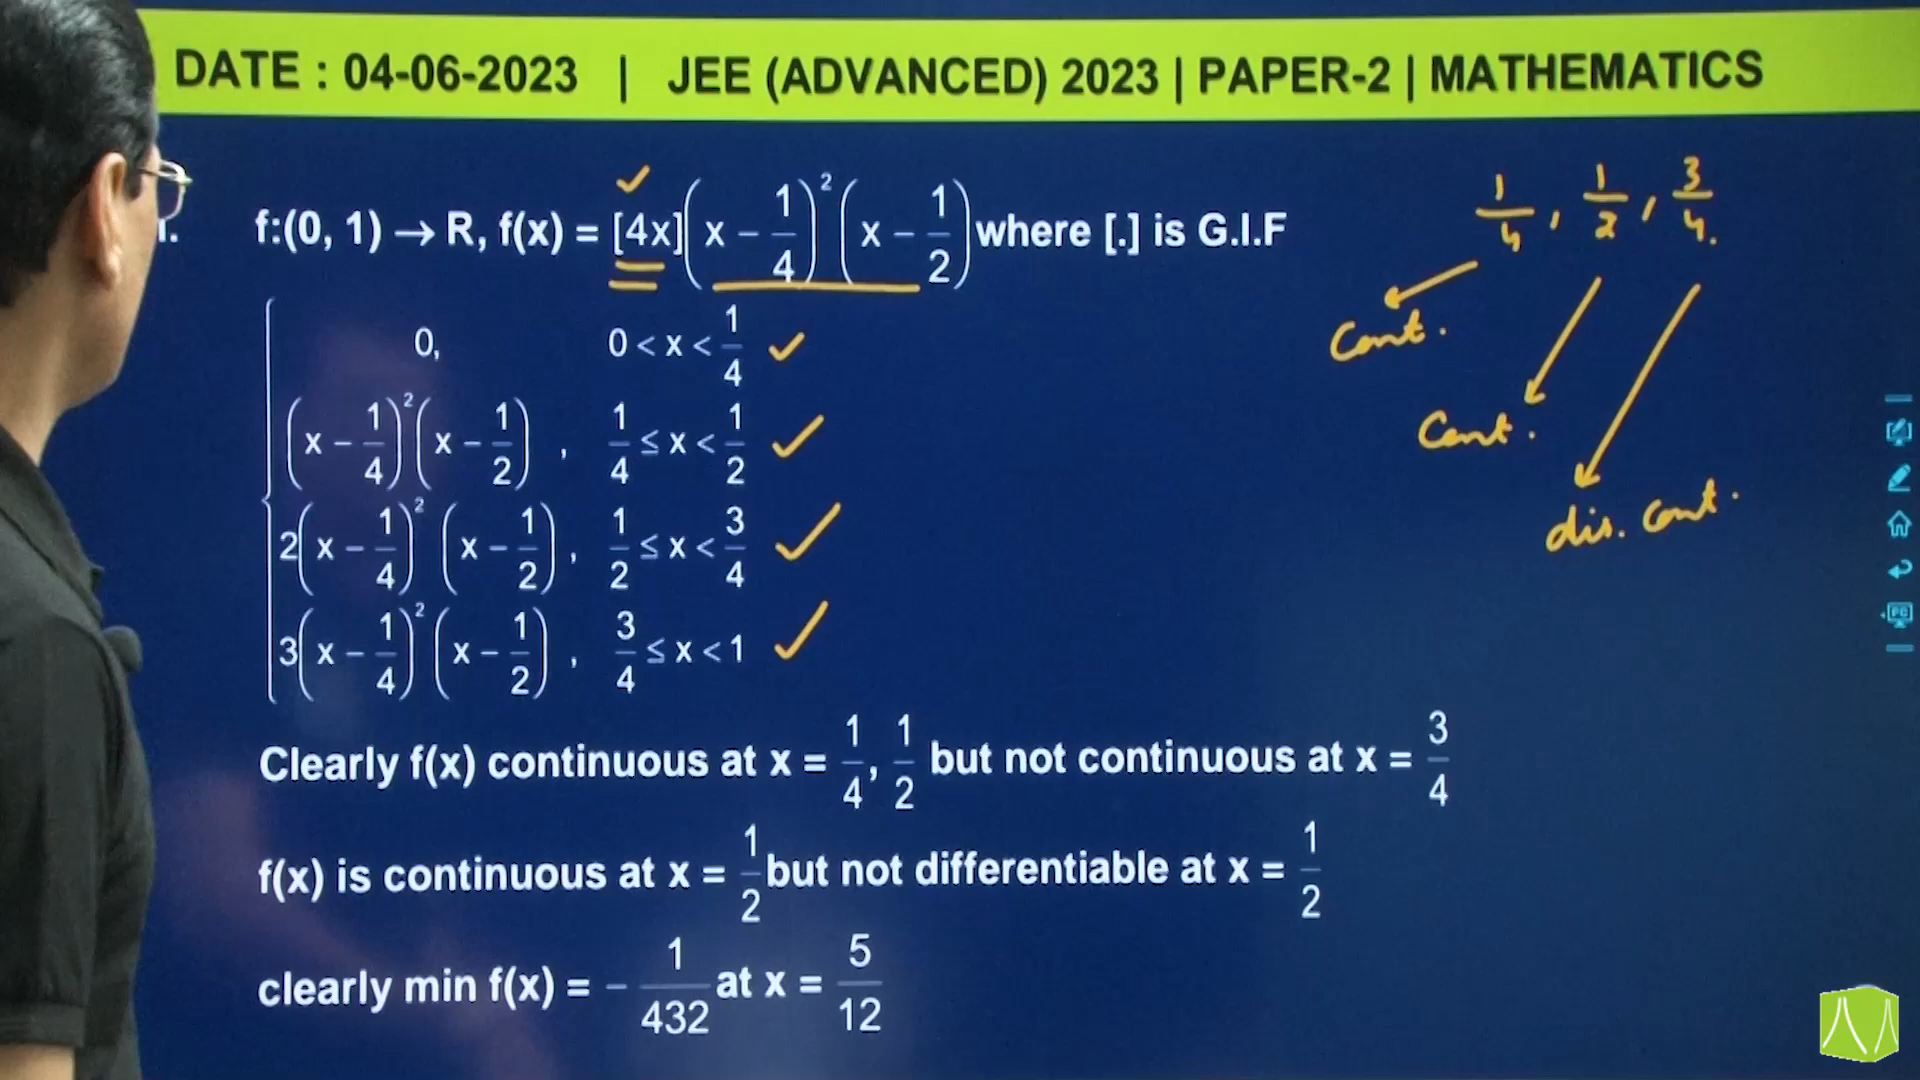 DATE : 04-06-2023 | JEE (ADVANCED) 2023 | PAPER-2 | MATHEMATICS
1/4, 1/2, 3/4.
f:(0, 1) → R, f(x) = [4x](x − 1/4)²(x − 1/2) where [.] is G.I.F
Cont.
0, 0 < x < 1/4
Cont.
(x − 1/4)²(x − 1/2) , 1/4 ≤ x < 1/2
dis. cont.
2(x − 1/4)² (x − 1/2), 1/2 ≤ x < 3/4
3(x − 1/4)² (x − 1/2) , 3/4 ≤ x < 1
Clearly f(x) continuous at x = 1/4, 1/2 but not continuous at x = 3/4
f(x) is continuous at x = 1/2 but not differentiable at x = 1/2
clearly min f(x) = − 1/432 at x = 5/12
PC